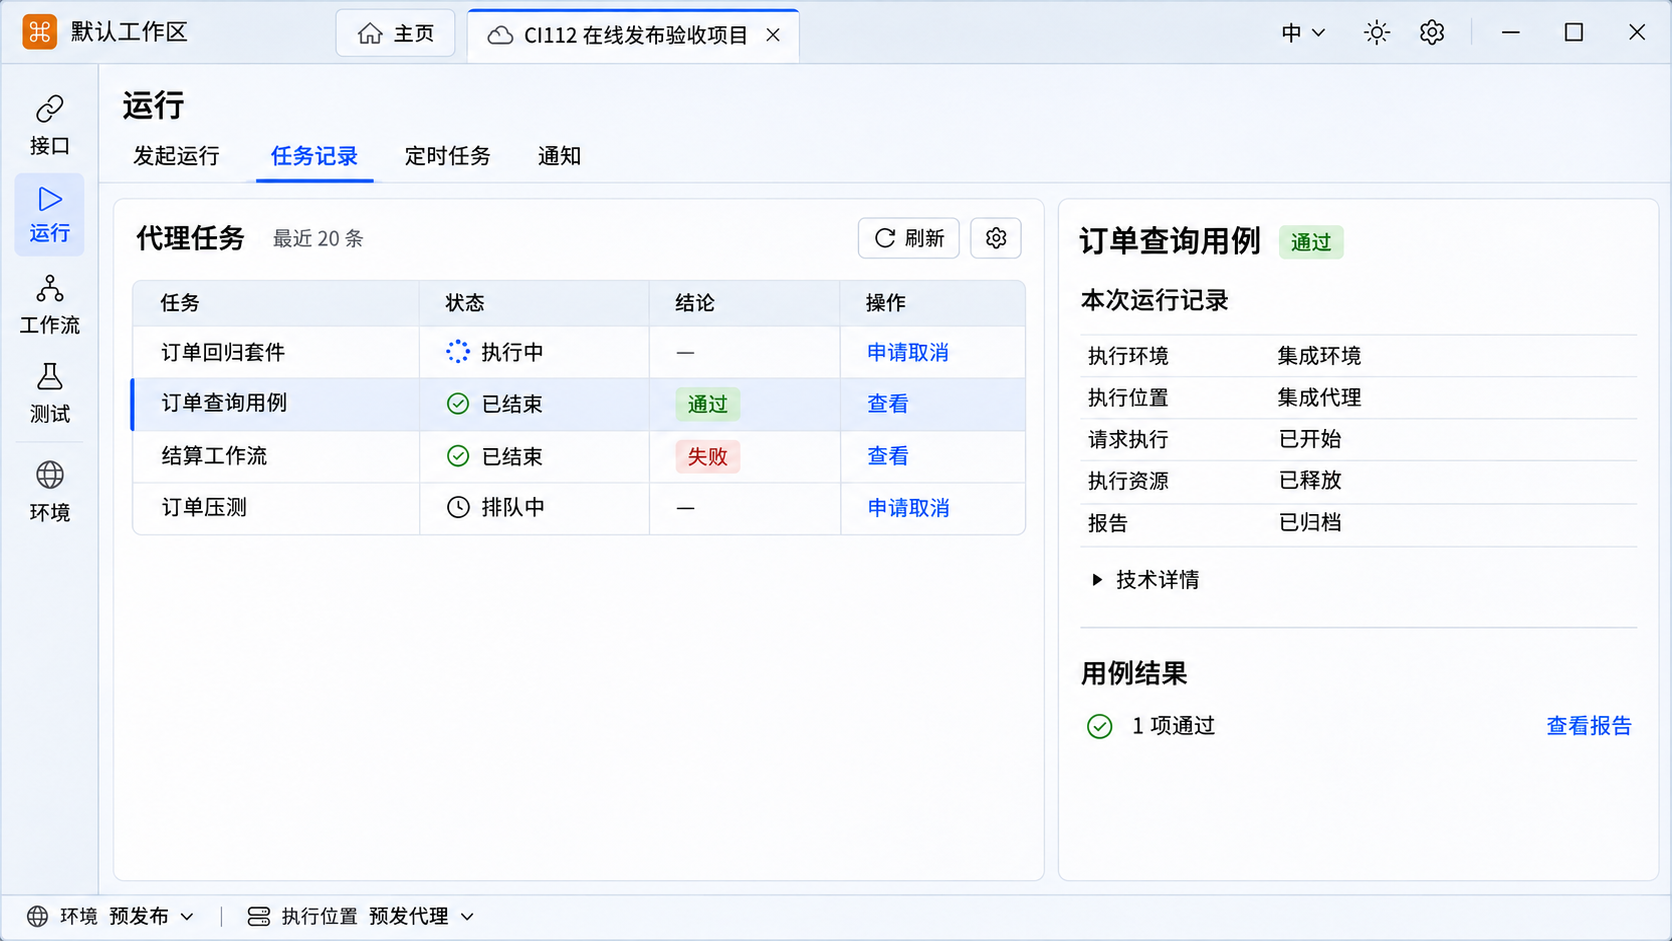 默认工作区
主页
CI112 在线发布验收项目
中
接口
运行
工作流
测试
环境
运行
发起运行 任务记录 定时任务 通知
代理任务 最近 20 条
刷新
任务 状态 结论 操作
订单回归套件 执行中 — 申请取消
订单查询用例 已结束 通过 查看
结算工作流 已结束 失败 查看
订单压测 排队中 — 申请取消
订单查询用例 通过
本次运行记录
执行环境 集成环境
执行位置 集成代理
请求执行 已开始
执行资源 已释放
报告 已归档
技术详情
用例结果
1 项通过 查看报告
环境 预发布 执行位置 预发代理